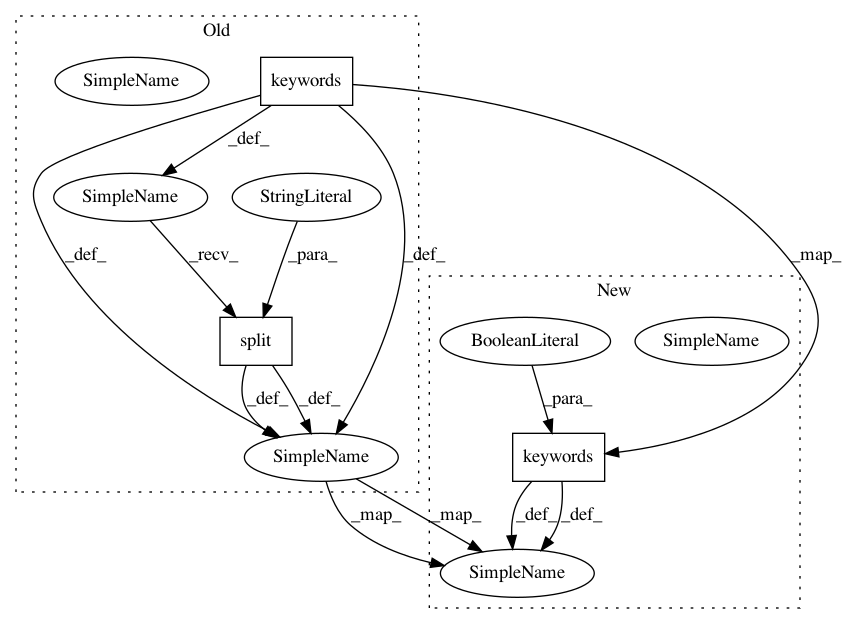 Old
SimpleName
keywords
_def_
SimpleName
StringLiteral
_def_
_recv_
_para_
_def_
_map_
New
split
BooleanLiteral
SimpleName
_def_
_def_
_para_
SimpleName
keywords
_map_
_map_
_def_
_def_
SimpleName